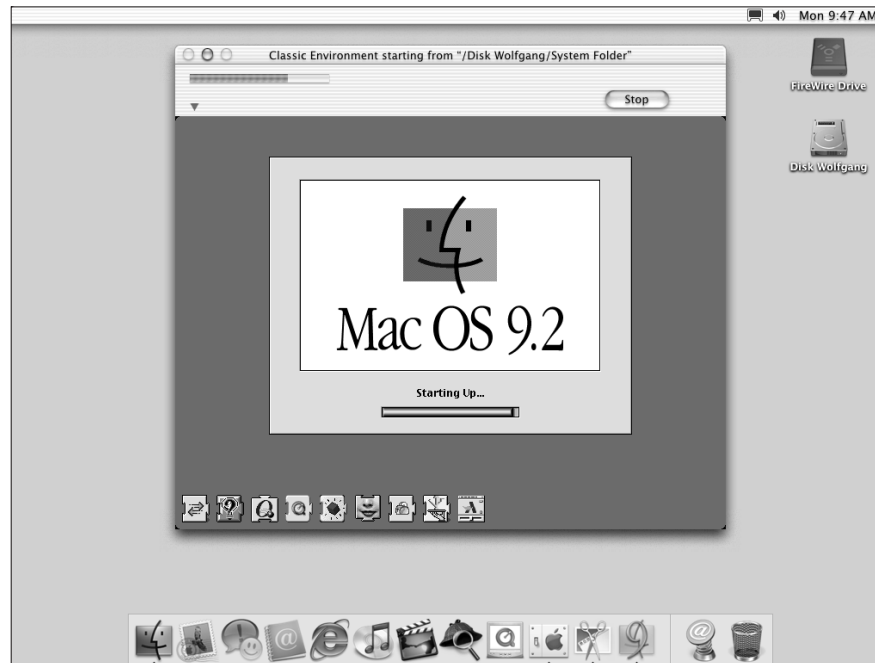 Mon 9:47 AM
Classic Environment starting from "/Disk Wolfgang/System Folder"
Stop
FireWire Drive
Disk Wolfgang
Mac OS 9.2
Starting Up...